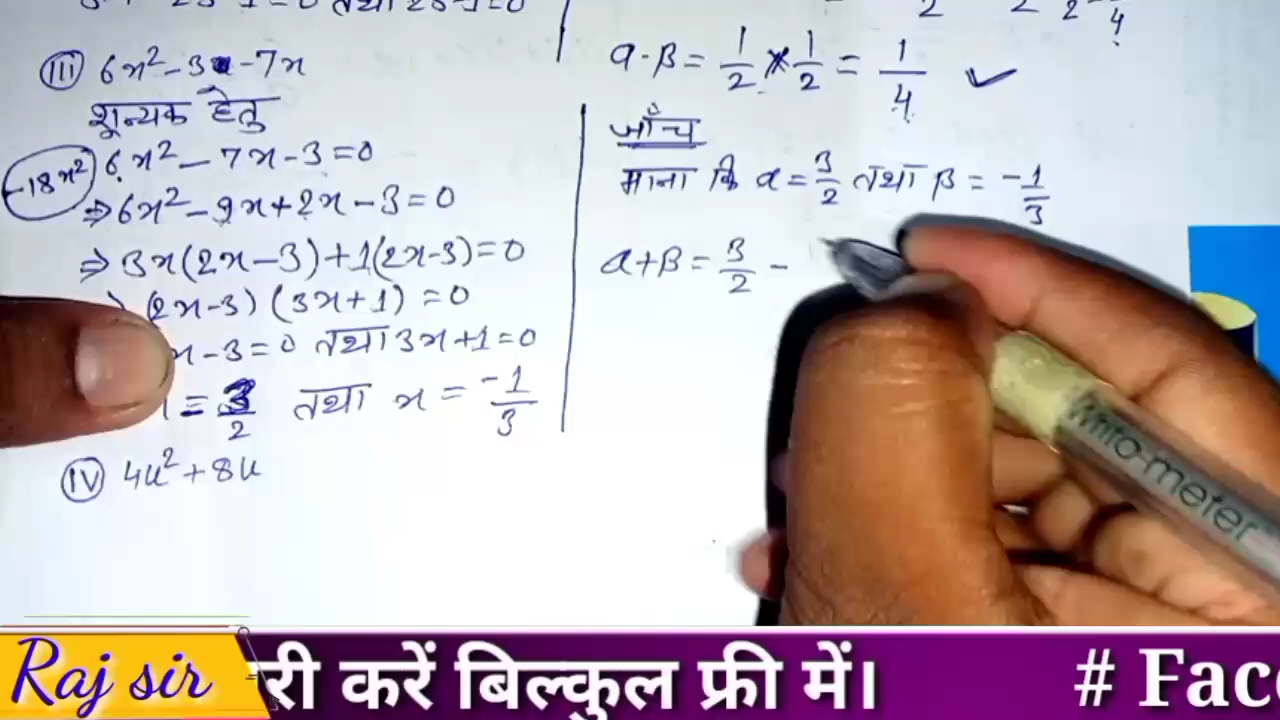 III 6x² - 3 - 7x
शून्यक हेतु
-18x² 6x² - 7x - 3 = 0
⇒ 6x² - 9x + 2x - 3 = 0
⇒ 3x(2x - 3) + 1(2x - 3) = 0
(2x - 3) (3x + 1) = 0
x - 3 = 0 तथा 3x + 1 = 0
= 3/2 तथा x = -1/3
IV 4u² + 8u
α · β = 1/2 × 1/2 = 1/4 ✓
जाँच
माना कि α = 3/2 तथा β = -1/3
α + β = 3/2 -
Writo-meter
Raj sir
री करें बिल्कुल फ्री में। # Fac